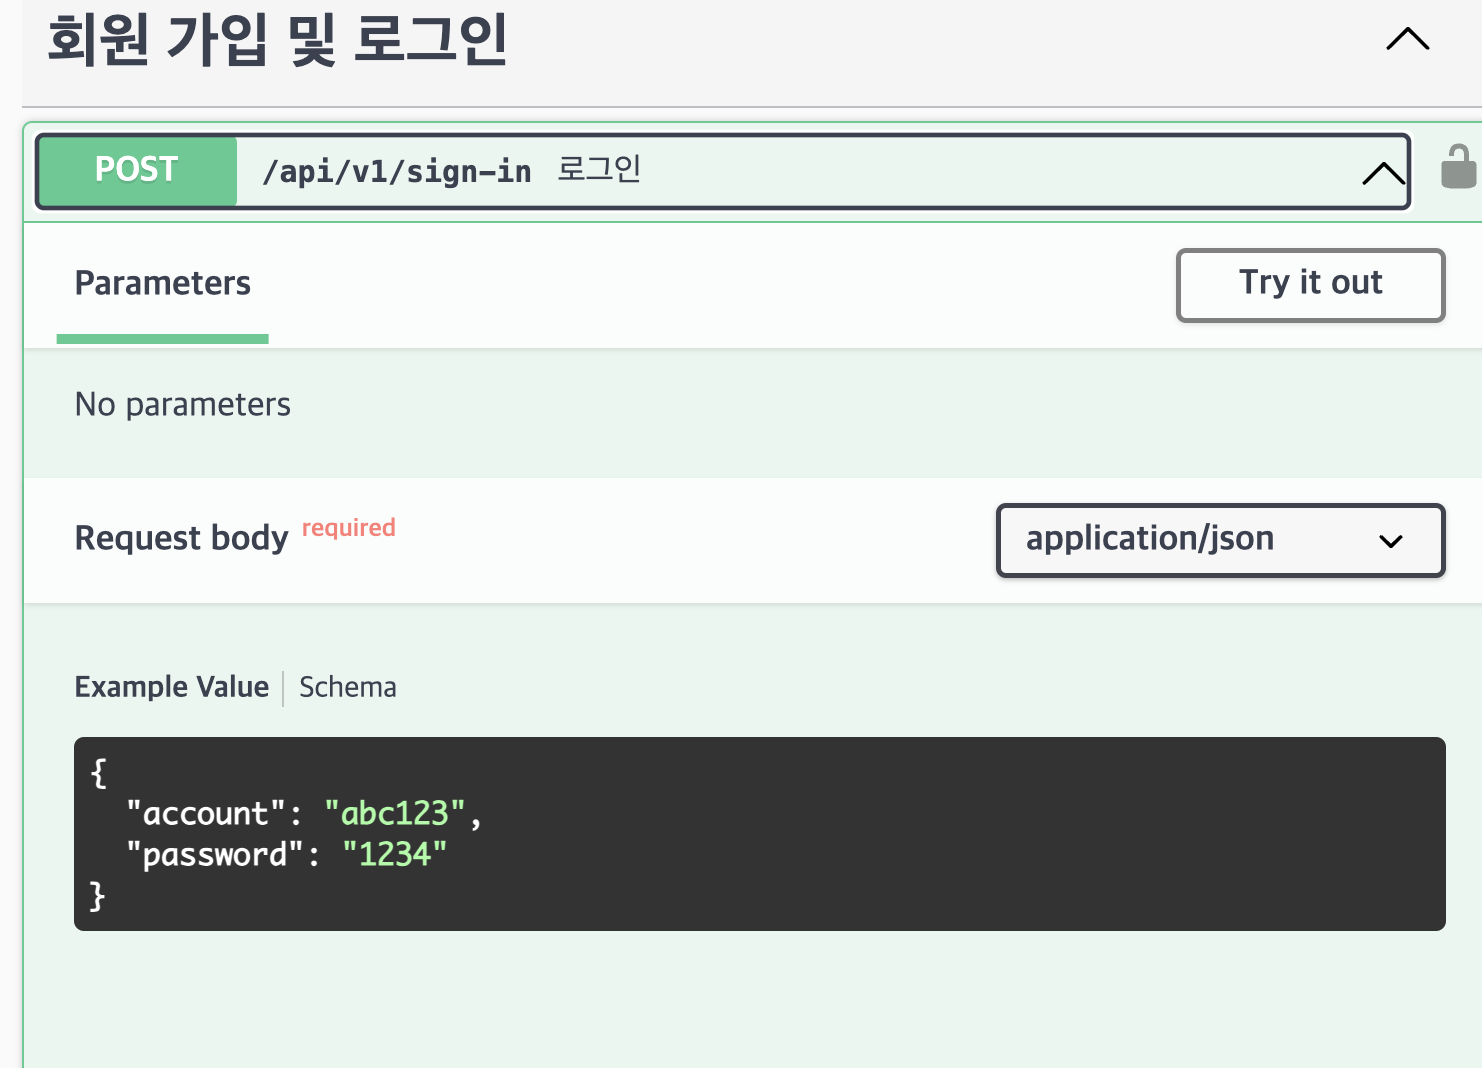 회원 가입 및 로그인
POST /api/v1/sign-in 로그인
Parameters
Try it out
No parameters
Request body required
application/json
Example Value | Schema
{
  "account": "abc123",
  "password": "1234"
}